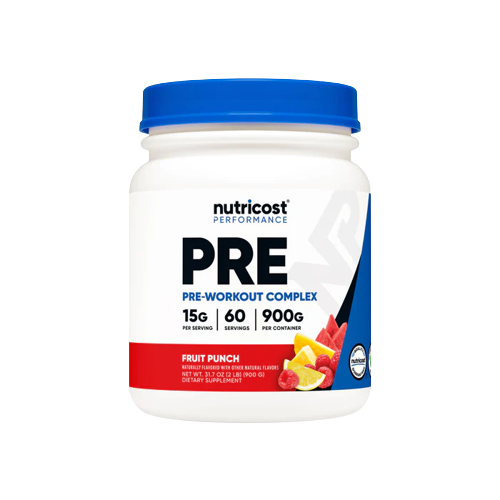 nutricost®
PERFORMANCE
PRE
PRE-WORKOUT COMPLEX
15G
PER SERVING
60
SERVINGS
900G
PER CONTAINER
FRUIT PUNCH
NATURALLY FLAVORED WITH OTHER NATURAL FLAVORS
NET WT. 31.7 OZ (2 LB) (900 G)
DIETARY SUPPLEMENT
nutricost